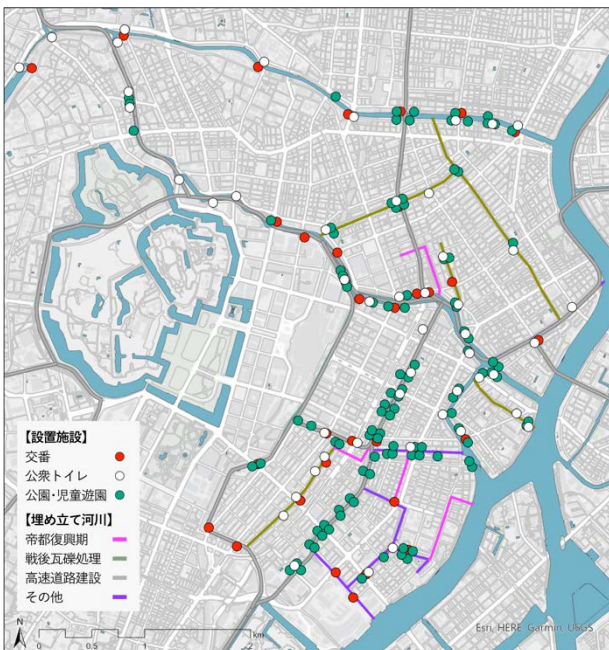 【設置施設】
交番
公衆トイレ
公園・児童遊園
【埋め立て河川】
帝都復興期
戦後瓦礫処理
高速道路建設
その他
N
0 0.5 1 2
km
Esri, HERE, Garmin, USGS